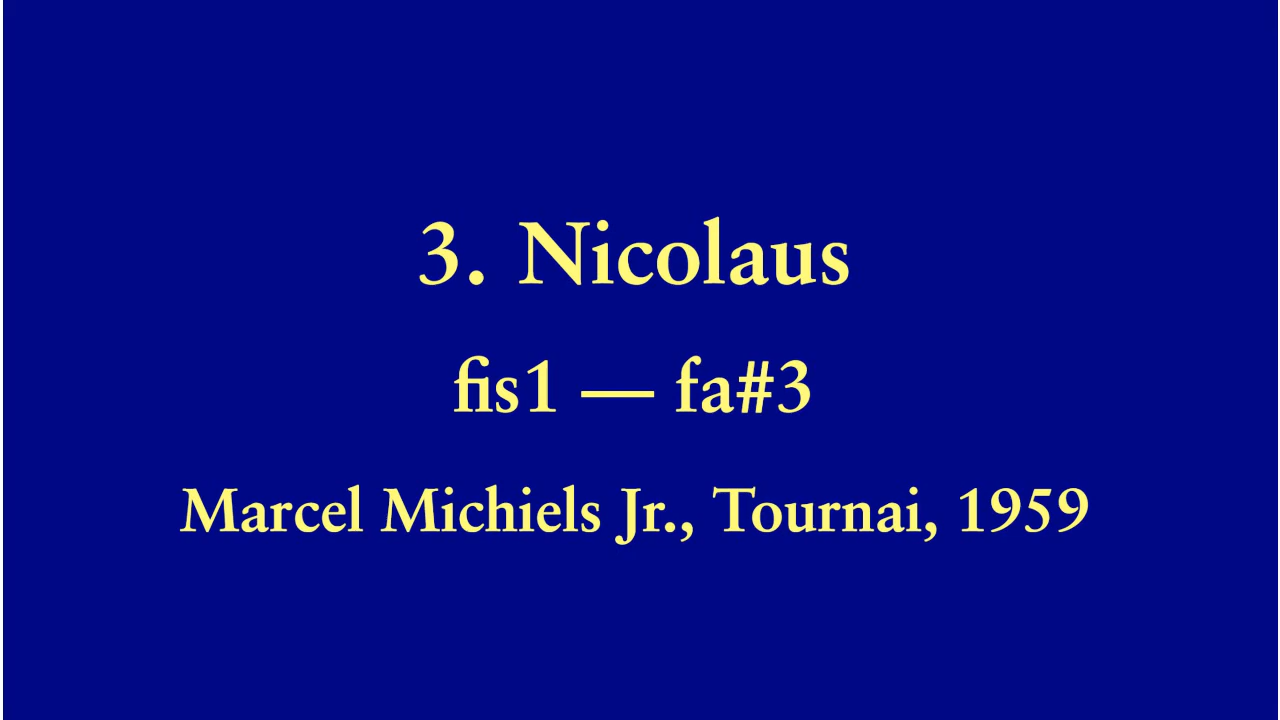 3. Nicolaus
fis1 — fa#3
Marcel Michiels Jr., Tournai, 1959